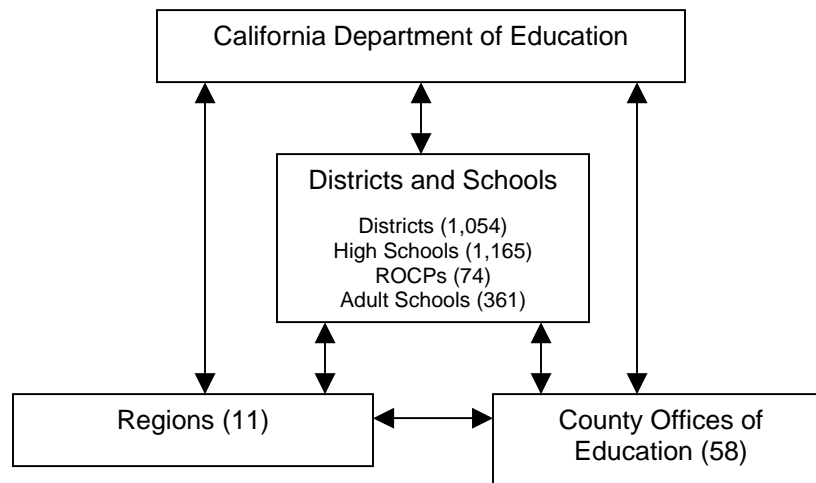 California Department of Education
Districts and Schools
Districts (1,054)
High Schools (1,165)
ROCPs (74)
Adult Schools (361)
Regions (11)
County Offices of
Education (58)